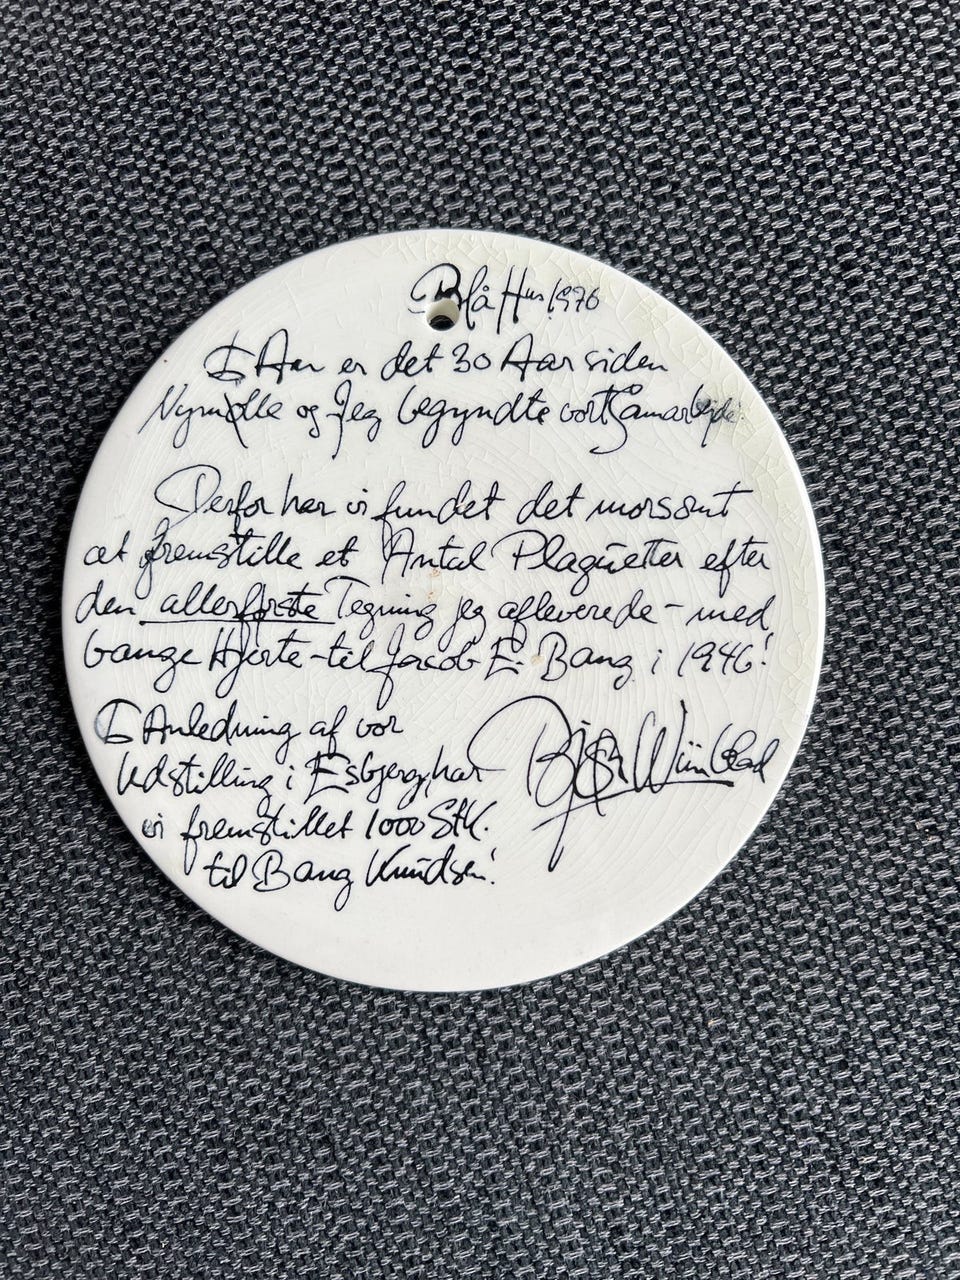 Blå Hus 1976
I Aar er det 30 Aar siden
Nymølle og Jeg begyndte vort Samarbejde
Derfor har vi fundet det morsomt
at fremstille et Antal Plaquetter efter
den allerførste Tegning jeg afleverede - med
bange Hjerte - til Jacob E. Bang i 1946!
I Anledning af vor
Udstilling i Esbjerg, har
vi fremstillet 1000 Stk.
til Bang Knudsen!
Bjørn Wiinblad